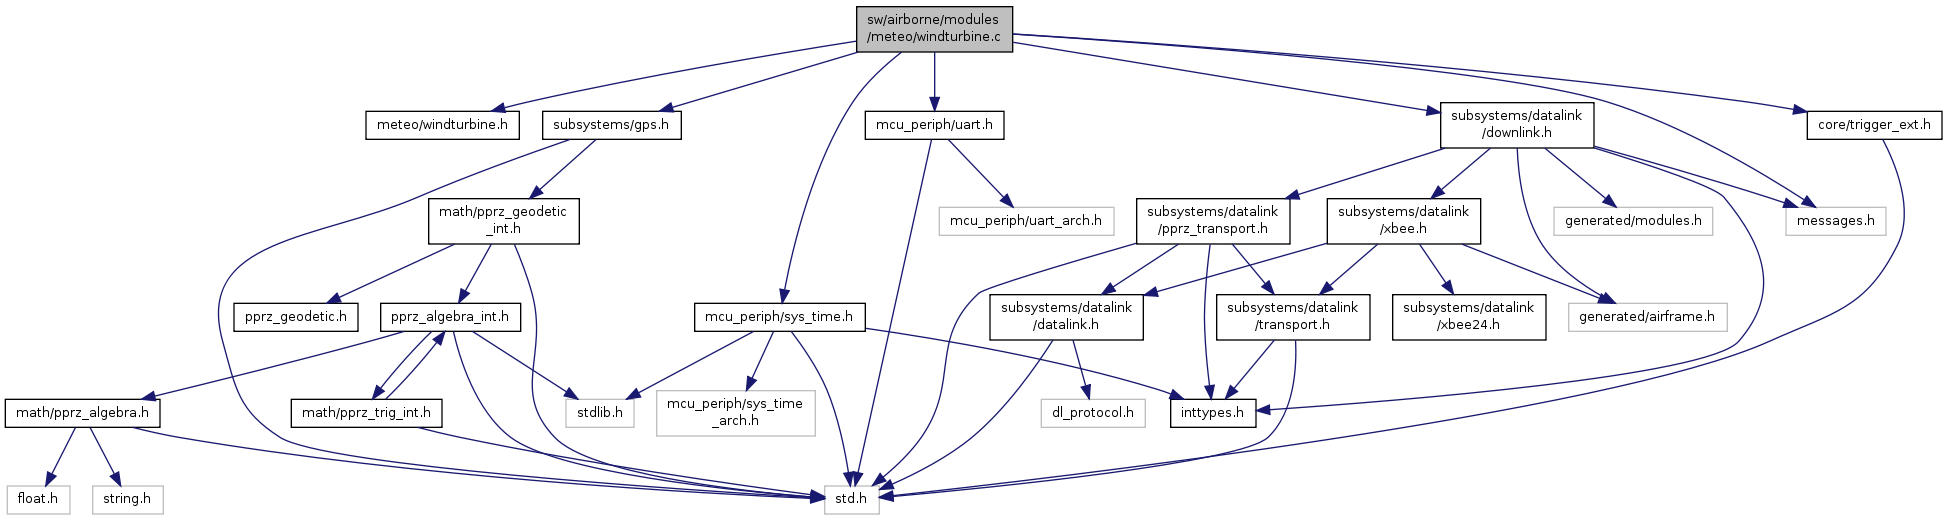 sw/airborne/modules
/meteo/windturbine.c
meteo/windturbine.h
subsystems/gps.h
mcu_periph/uart.h
subsystems/datalink
/downlink.h
core/trigger_ext.h
math/pprz_geodetic
_int.h
mcu_periph/uart_arch.h
subsystems/datalink
/pprz_transport.h
subsystems/datalink
/xbee.h
generated/modules.h
messages.h
pprz_geodetic.h
pprz_algebra_int.h
mcu_periph/sys_time.h
subsystems/datalink
/datalink.h
subsystems/datalink
/transport.h
subsystems/datalink
/xbee24.h
generated/airframe.h
math/pprz_algebra.h
math/pprz_trig_int.h
stdlib.h
mcu_periph/sys_time
_arch.h
dl_protocol.h
inttypes.h
float.h
string.h
std.h